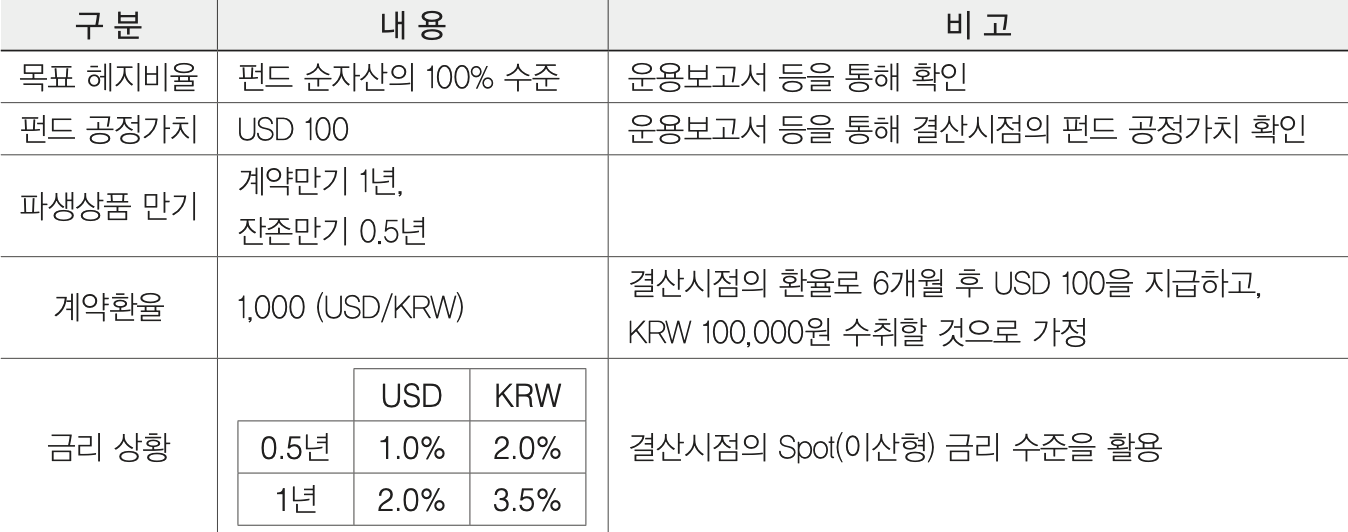 구 분 내 용 비 고
목표 헤지비율 펀드 순자산의 100% 수준 운용보고서 등을 통해 확인
펀드 공정가치 USD 100 운용보고서 등을 통해 결산시점의 펀드 공정가치 확인
파생상품 만기 계약만기 1년,
잔존만기 0.5년
계약환율 1,000 (USD/KRW) 결산시점의 환율로 6개월 후 USD 100을 지급하고,
KRW 100,000원 수취할 것으로 가정
금리 상황 USD KRW
0.5년 1.0% 2.0%
1년 2.0% 3.5%
결산시점의 Spot(이산형) 금리 수준을 활용